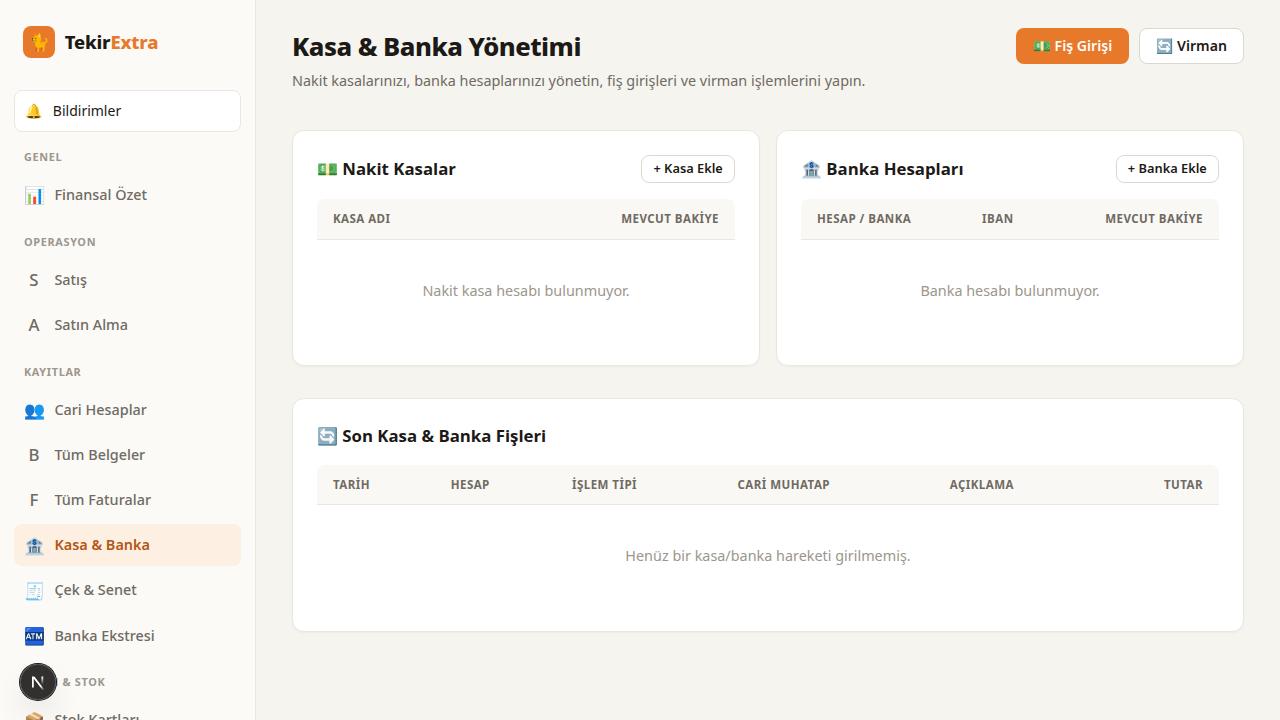 TekirExtra
Bildirimler
GENEL
Finansal Özet
OPERASYON
S Satış
A Satın Alma
KAYITLAR
Cari Hesaplar
B Tüm Belgeler
F Tüm Faturalar
Kasa & Banka
Çek & Senet
ATM Banka Ekstresi
N & STOK
Stok Kartları
Kasa & Banka Yönetimi
Nakit kasalarınızı, banka hesaplarınızı yönetin, fiş girişleri ve virman işlemlerini yapın.
Fiş Girişi
Virman
Nakit Kasalar
+ Kasa Ekle
KASA ADI MEVCUT BAKİYE
Nakit kasa hesabı bulunmuyor.
Banka Hesapları
+ Banka Ekle
HESAP / BANKA IBAN MEVCUT BAKİYE
Banka hesabı bulunmuyor.
Son Kasa & Banka Fişleri
TARİH HESAP İŞLEM TİPİ CARİ MUHATAP AÇIKLAMA TUTAR
Henüz bir kasa/banka hareketi girilmemiş.